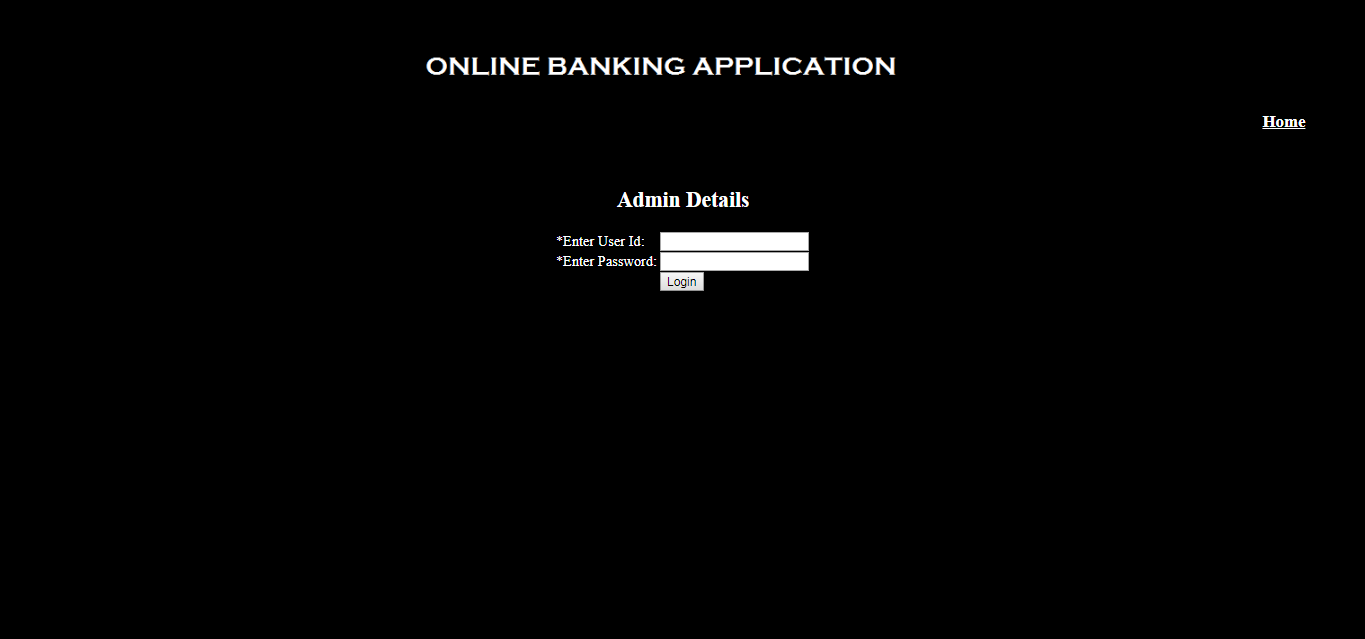 ONLINE BANKING APPLICATION
Home
Admin Details
*Enter User Id:
*Enter Password:
Login